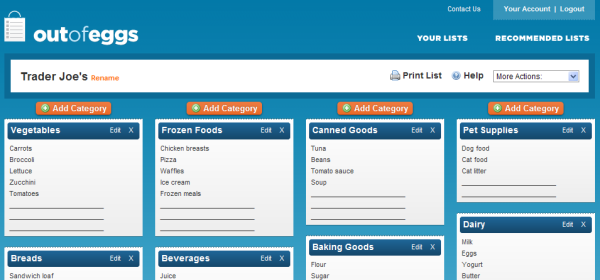 Contact Us
Your Account | Logout
outofeggs
YOUR LISTS
RECOMMENDED LISTS
Trader Joe's Rename
Print List
Help
More Actions:
Add Category
Add Category
Add Category
Add Category
Vegetables Edit X
Carrots
Broccoli
Lettuce
Zucchini
Tomatoes
Breads Edit X
Sandwich loaf
Frozen Foods Edit X
Chicken breasts
Pizza
Waffles
Ice cream
Frozen meals
Beverages Edit X
Juice
Canned Goods Edit X
Tuna
Beans
Tomato sauce
Soup
Baking Goods Edit X
Flour
Sugar
Pet Supplies Edit X
Dog food
Cat food
Cat litter
Dairy Edit X
Milk
Eggs
Yogurt
Butter